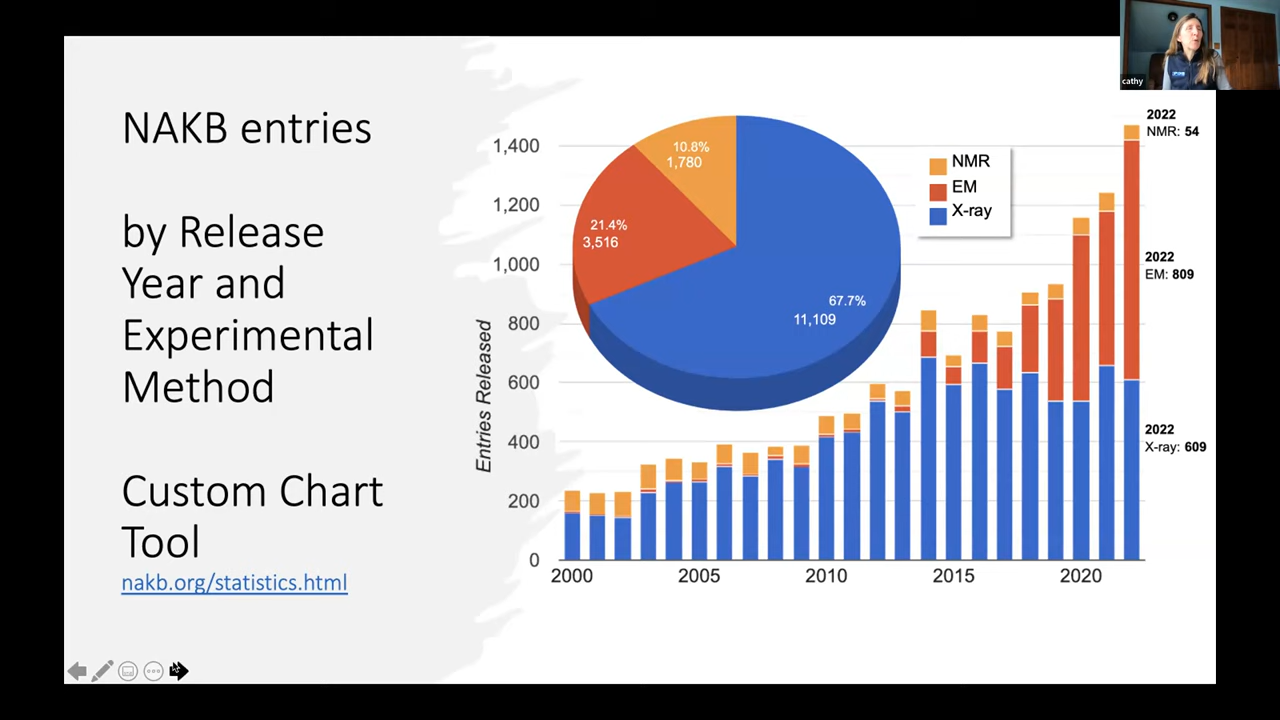 cathy
NAKB entries
by Release
Year and
Experimental
Method
Custom Chart
Tool
nakb.org/statistics.html
Entries Released
1,400
1,200
1,000
800
600
400
200
0
2000
2005
2010
2015
2020
10.8%
1,780
21.4%
3,516
67.7%
11,109
NMR
EM
X-ray
2022
NMR: 54
2022
EM: 809
2022
X-ray: 609